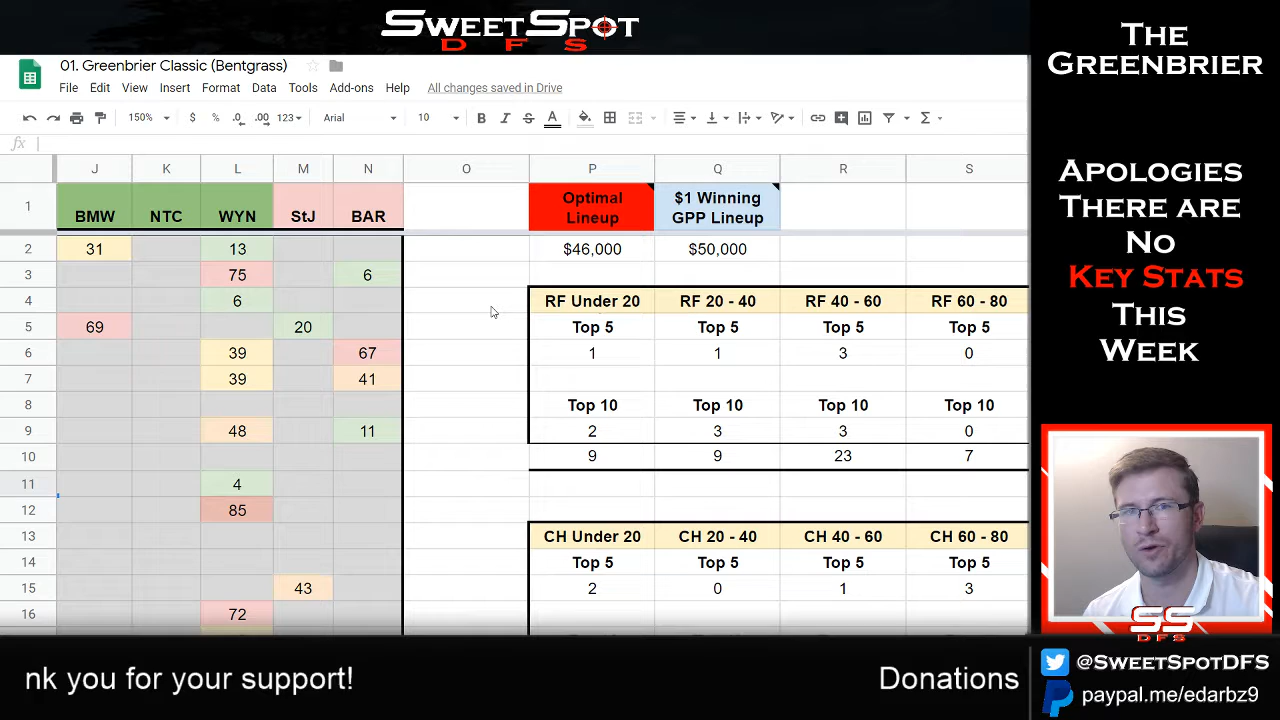 SWEETSPOT
DFS
01. Greenbrier Classic (Bentgrass)
File Edit View Insert Format Data Tools Add-ons Help All changes saved in Drive
150% $ % .0 .00 123 Arial 10 B I S A Σ
fx
J K L M N O P Q R S
1 BMW NTC WYN StJ BAR Optimal Lineup $1 Winning GPP Lineup
2 31 13 $46,000 $50,000
3 75 6
4 6 RF Under 20 RF 20 - 40 RF 40 - 60 RF 60 - 80
5 69 20 Top 5 Top 5 Top 5 Top 5
6 39 67 1 1 3 0
7 39 41
8 Top 10 Top 10 Top 10 Top 10
9 48 11 2 3 3 0
10 9 9 23 7
11 4
12 85
13 CH Under 20 CH 20 - 40 CH 40 - 60 CH 60 - 80
14 Top 5 Top 5 Top 5 Top 5
15 43 2 0 1 3
16 72
THE
GREENBRIER
APOLOGIES
THERE ARE
NO
KEY STATS
THIS
WEEK
SS
DFS
nk you for your support!
Donations
@SWEETSPOTDFS
paypal.me/edarbz9